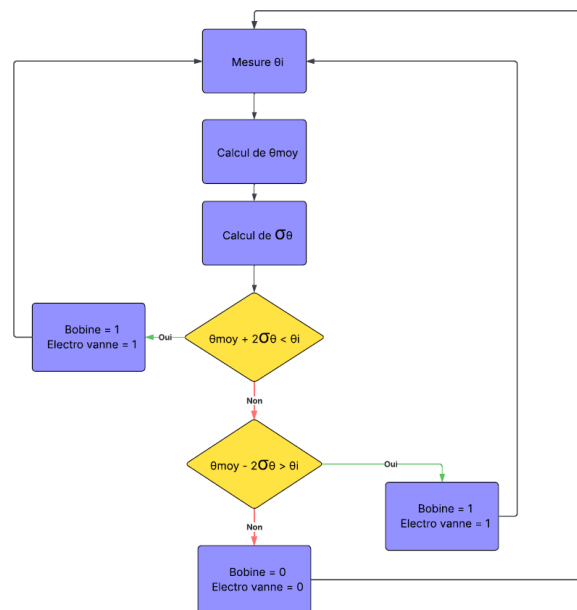 Mesure θi
Calcul de θmoy
Calcul de σθ
θmoy + 2σθ < θi
Oui
Bobine = 1
Electro vanne = 1
Non
θmoy - 2σθ > θi
Oui
Bobine = 1
Electro vanne = 1
Non
Bobine = 0
Electro vanne = 0